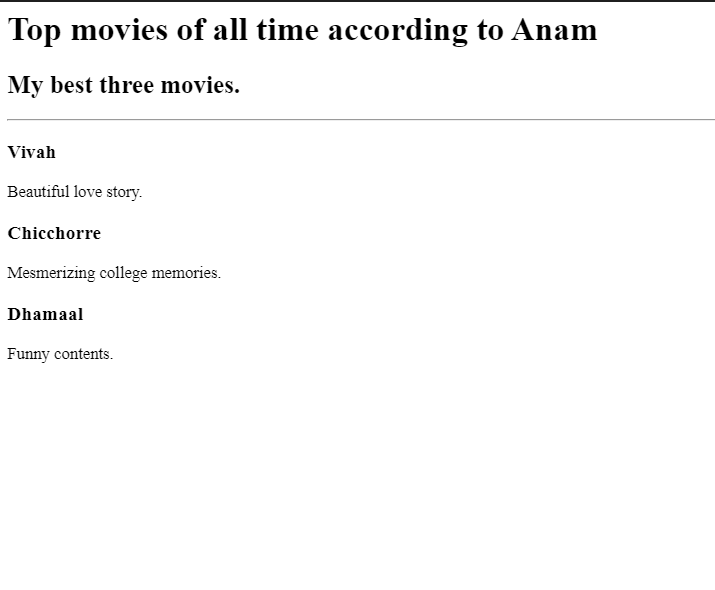 Top movies of all time according to Anam
My best three movies.
Vivah
Beautiful love story.
Chicchorre
Mesmerizing college memories.
Dhamaal
Funny contents.